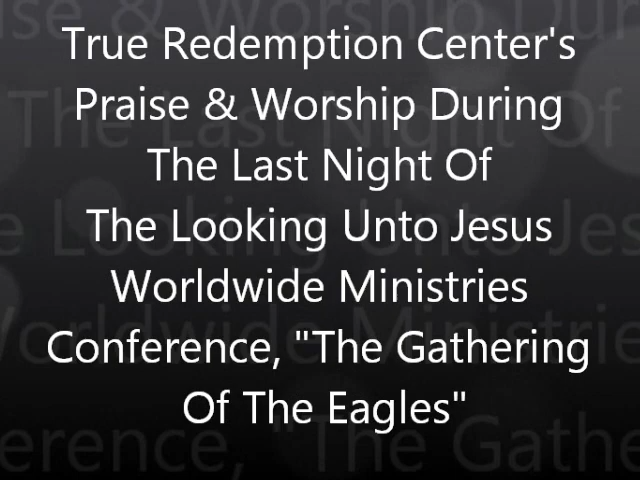 True Redemption Center's
Praise & Worship During
The Last Night Of
The Looking Unto Jesus
Worldwide Ministries
Conference, "The Gathering
Of The Eagles"